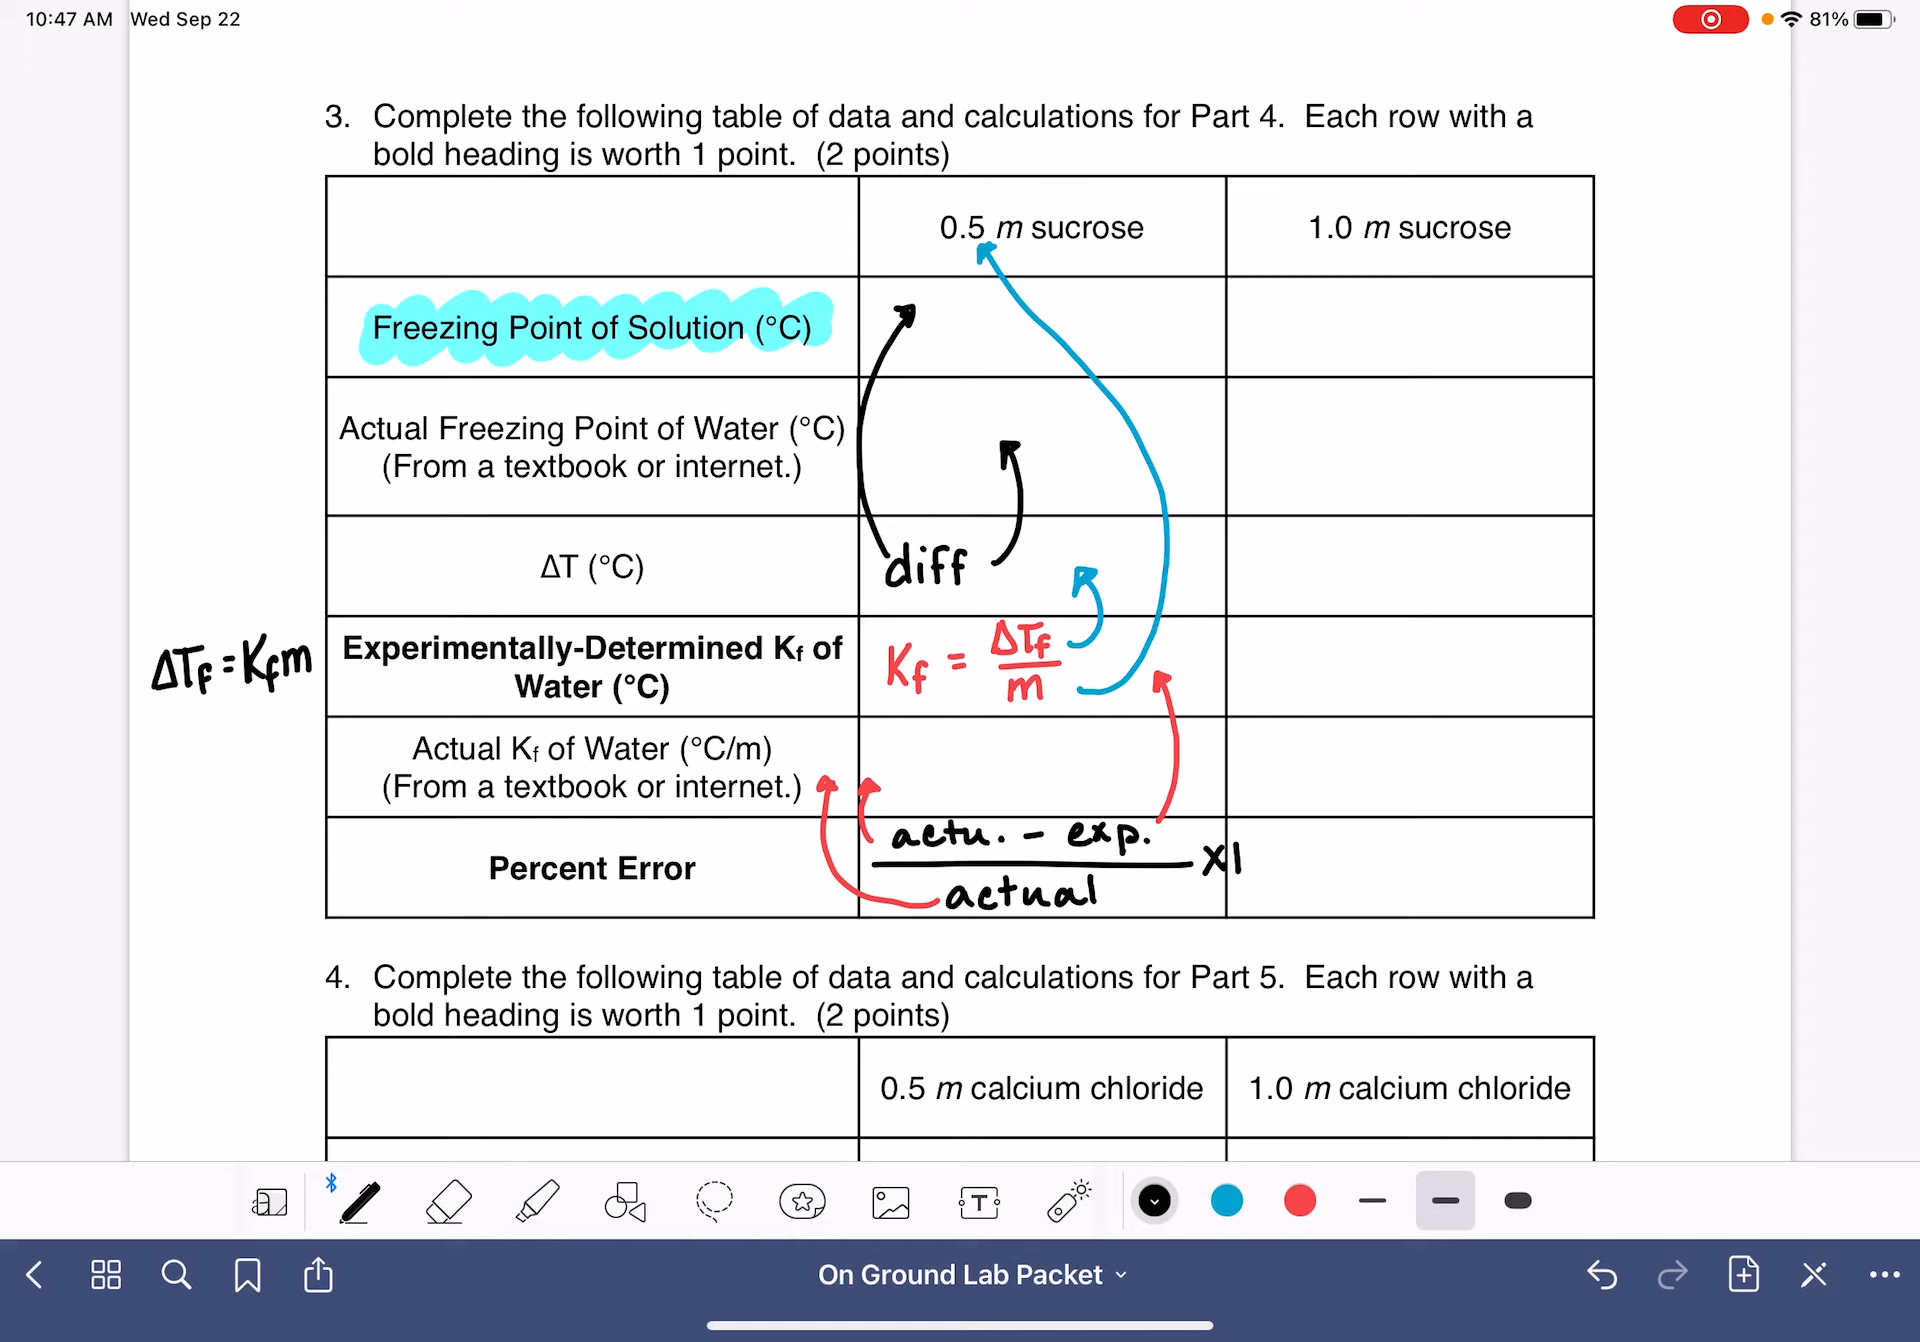 10:47 AM Wed Sep 22
81%
3. Complete the following table of data and calculations for Part 4. Each row with a
bold heading is worth 1 point. (2 points)
0.5 m sucrose
1.0 m sucrose
Freezing Point of Solution (°C)
Actual Freezing Point of Water (°C)
(From a textbook or internet.)
ΔT (°C)
diff
ΔTf = Kfm
Experimentally-Determined Kf of
Water (°C)
Kf = ΔTf
m
Actual Kf of Water (°C/m)
(From a textbook or internet.)
Percent Error
actu. - exp.
x1
actual
4. Complete the following table of data and calculations for Part 5. Each row with a
bold heading is worth 1 point. (2 points)
0.5 m calcium chloride
1.0 m calcium chloride
a
T
On Ground Lab Packet